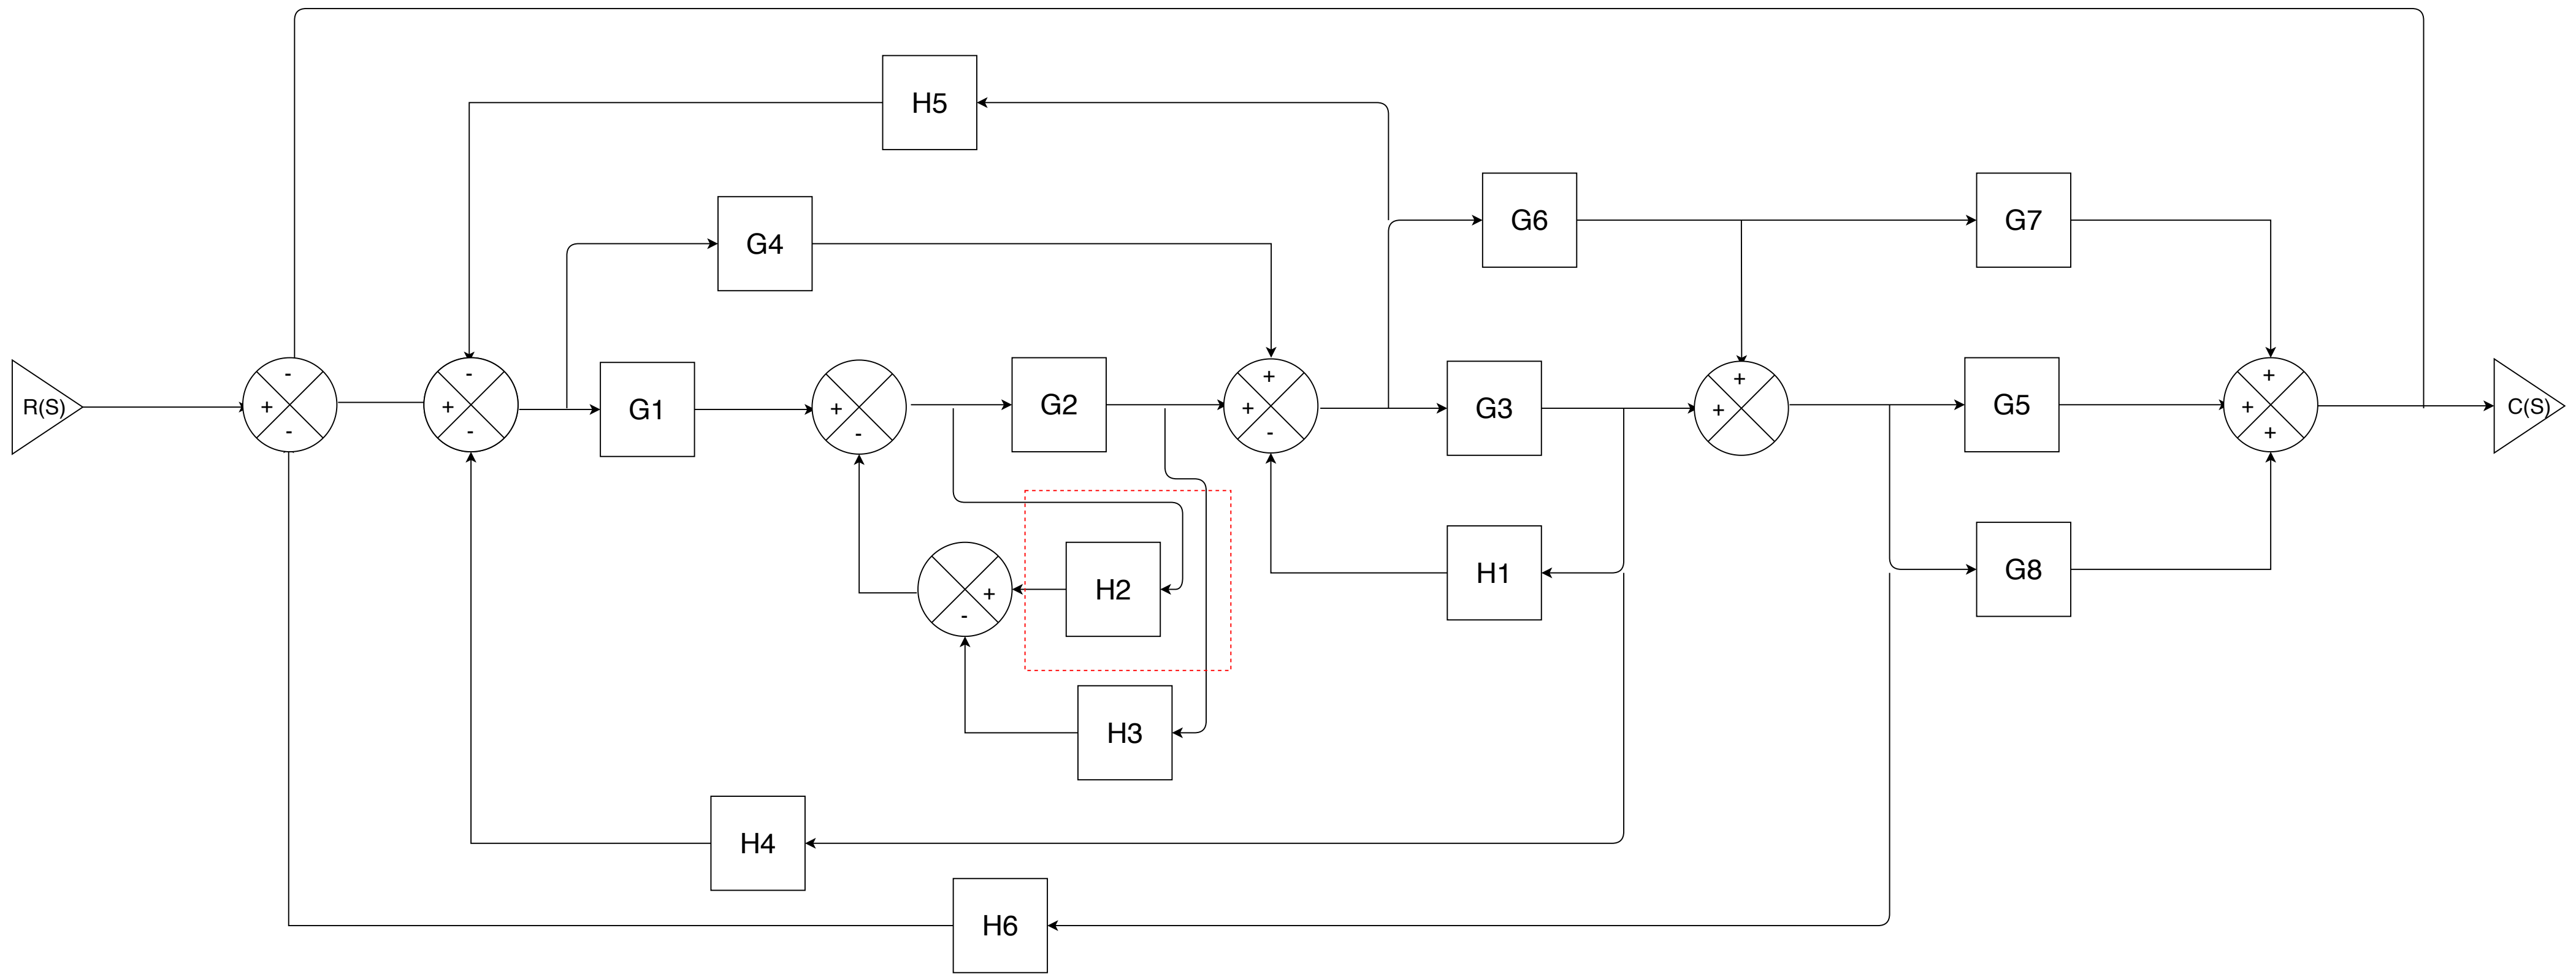 H5
G4
G6
G7
-
-
+
+
+
+
R(S)
+
-
+
-
G1
+
-
G2
+
-
G3
+
G5
+
+
C(S)
H2
+
-
H1
G8
H3
H4
H6